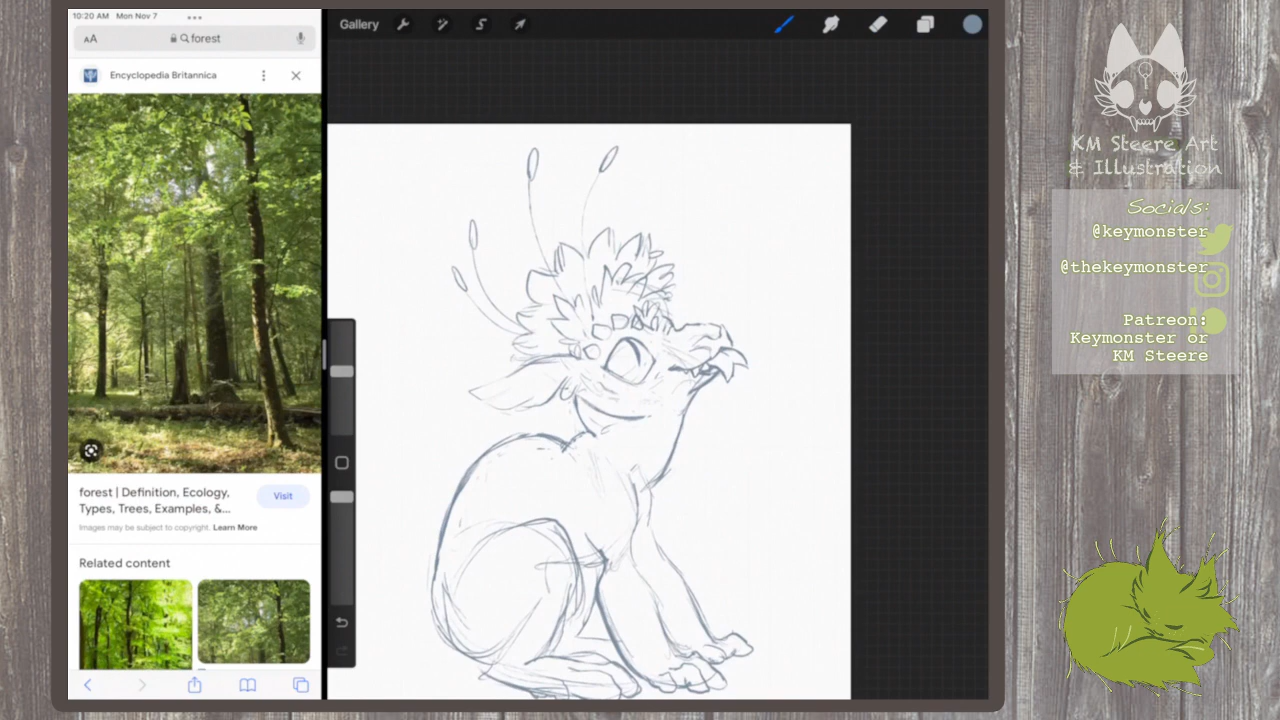 10:20 AM Mon Nov 7
AA
forest
Encyclopedia Britannica
forest | Definition, Ecology,
Types, Trees, Examples, &...
Visit
Images may be subject to copyright. Learn More
Related content
Gallery
KM Steere Art
& Illustration
Socials:
@keymonster
@thekeymonster
Patreon:
Keymonster or
KM Steere